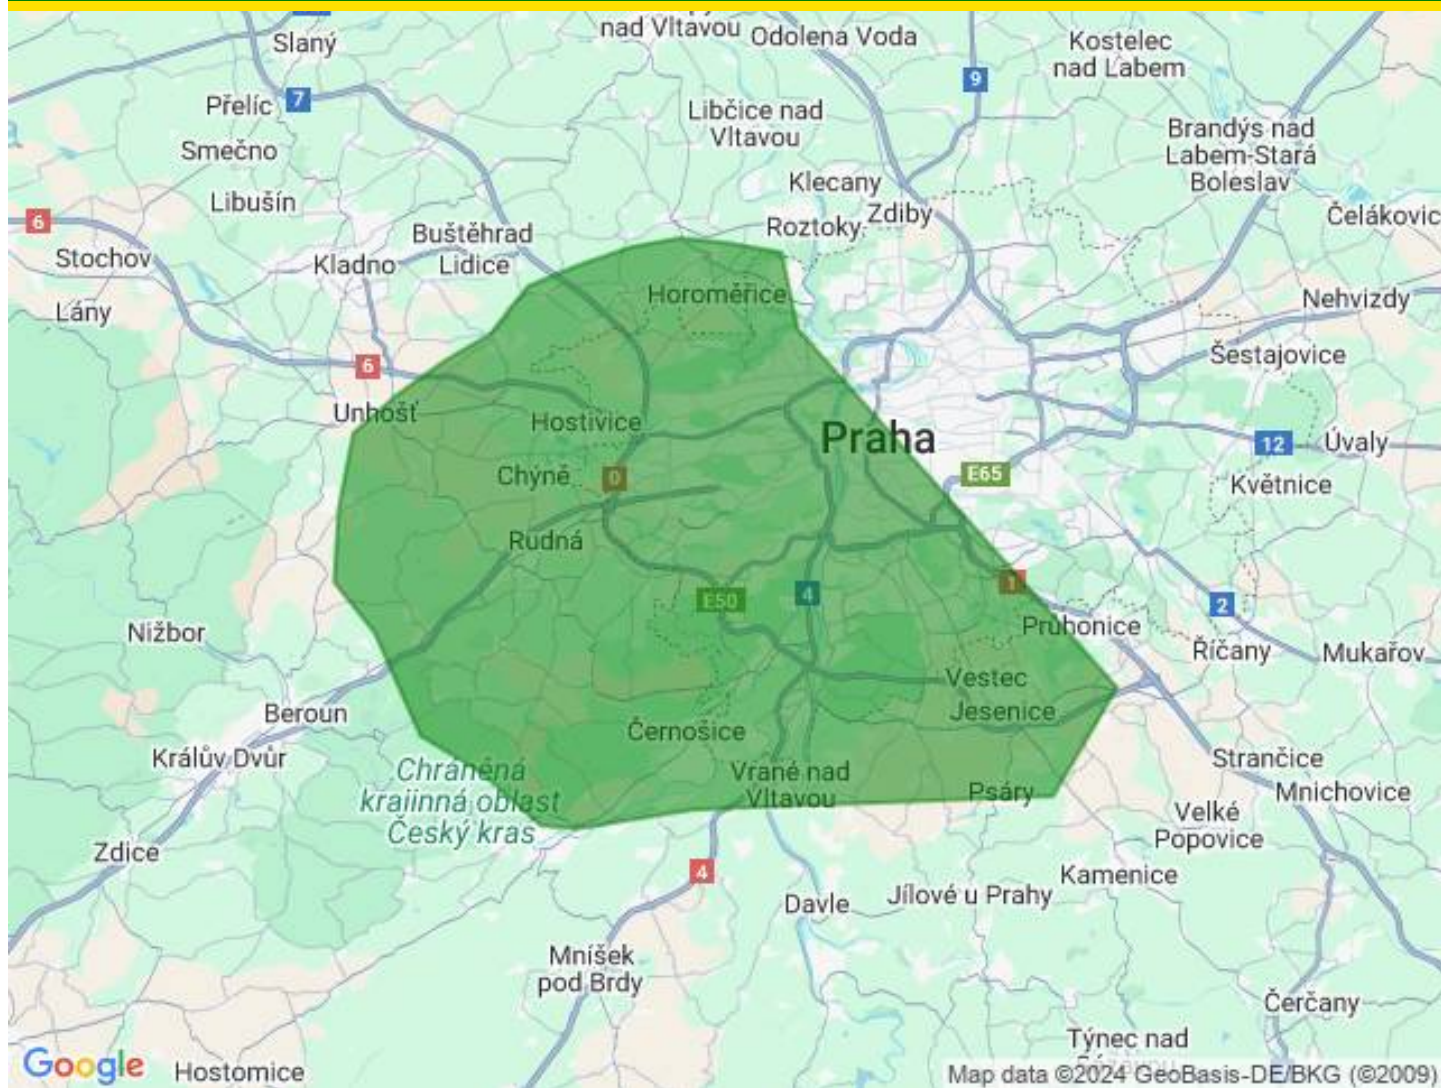 nad Vltavou
Odolena Voda
Slaný
Kostelec
nad Labem
9
7
Přelíc
Libčice nad
Vltavou
Brandýs nad
Labem-Stará
Boleslav
Smečno
Klecany
Libušín
Zdiby
6
Roztoky
Čelákovic
Buštěhrad
Lidice
Stochov
Kladno
Horoměřice
Nehvizdy
Lány
Šestajovice
6
Unhošť
Hostivice
Praha
12
Úvaly
Chýně
0
E65
Květnice
Rudná
1
E50
4
2
Nižbor
Průhonice
Říčany
Mukařov
Vestec
Beroun
Jesenice
Černošice
Králův Dvůr
Strančice
Chráněná
krajinná oblast
Český kras
Vrané nad
Vltavou
Psáry
Mnichovice
Velké
Popovice
Zdice
4
Kamenice
Davle
Jílové u Prahy
Mníšek
pod Brdy
Čerčany
Týnec nad
Google
Hostomice
Map data ©2024 GeoBasis-DE/BKG (©2009)